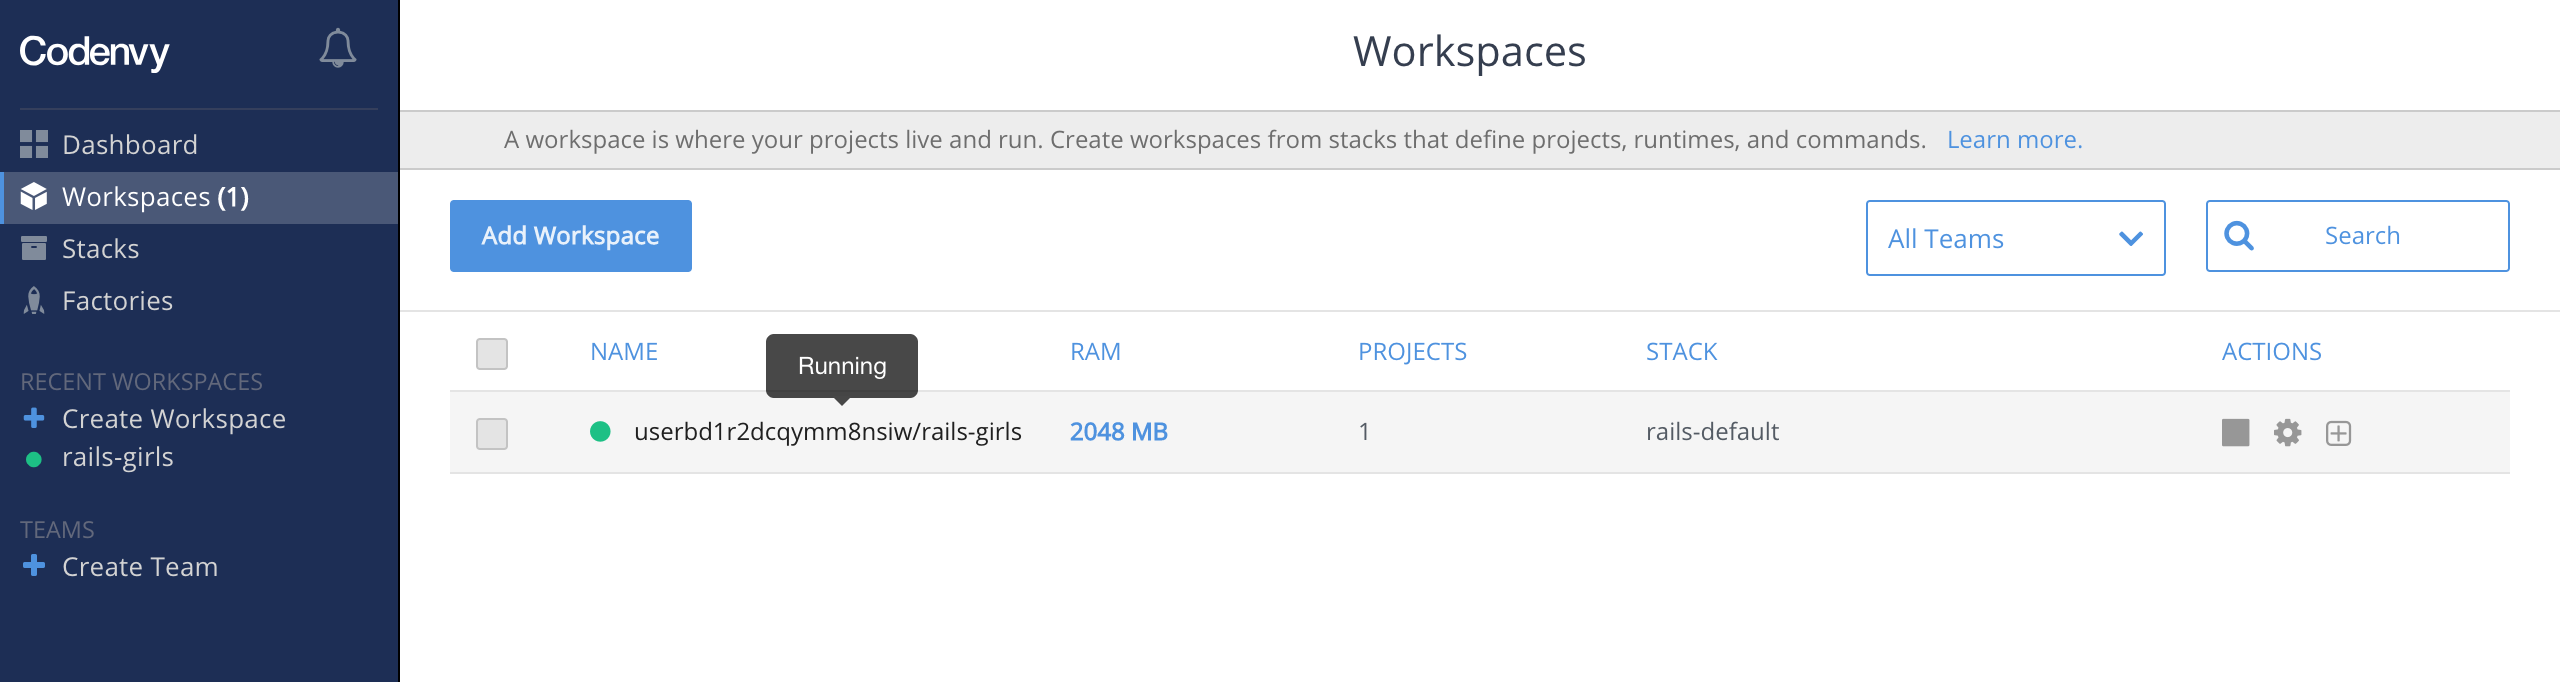 Codenvy
Dashboard
Workspaces (1)
Stacks
Factories
RECENT WORKSPACES
Create Workspace
rails-girls
TEAMS
Create Team
Workspaces
A workspace is where your projects live and run. Create workspaces from stacks that define projects, runtimes, and commands. Learn more.
Add Workspace
All Teams
Search
NAME RAM PROJECTS STACK ACTIONS
Running
userbd1r2dcqymm8nsiw/rails-girls 2048 MB 1 rails-default